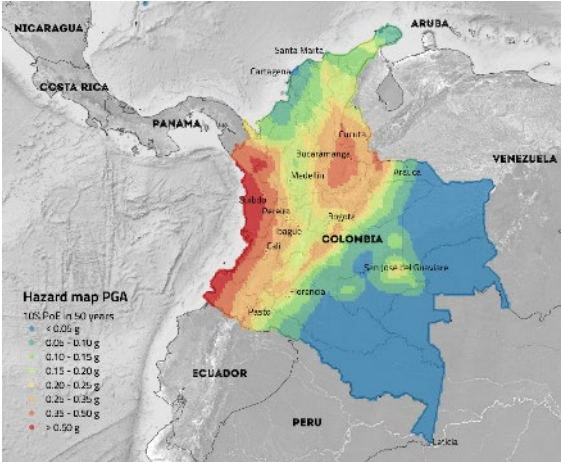 NICARAGUA
ARUBA
Santa Marta
Cartagena
COSTA RICA
PANAMA
Cucuta
Bucaramanga
VENEZUELA
Medellin
Arauca
Quibdo
Pereira
Bogota
Ibague
COLOMBIA
Cali
San Jose del Guaviare
Florencia
Pasto
Hazard map PGA
10% PoE in 50 years
< 0.05 g
0.05 - 0.10 g
0.10 - 0.15 g
0.15 - 0.20 g
0.20 - 0.25 g
0.25 - 0.35 g
0.35 - 0.50 g
> 0.50 g
ECUADOR
PERU
Leticia